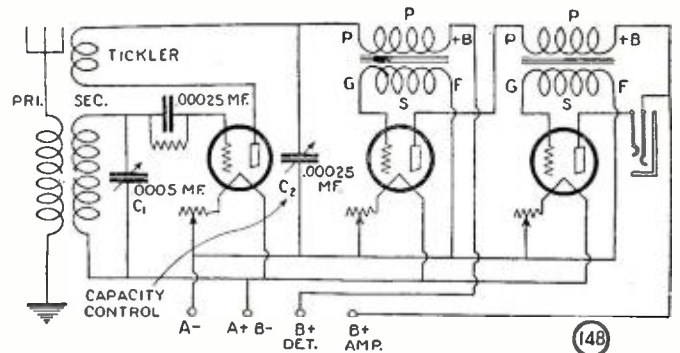 P
P +B
P +B
P
TICKLER
G F
S
G F
S
PRI. SEC. .00025 MF.
.0005 MF.
C₁
C₂ .00025
MF.
CAPACITY
CONTROL
A- A+ B- B+
DET.
B+
AMP.
148